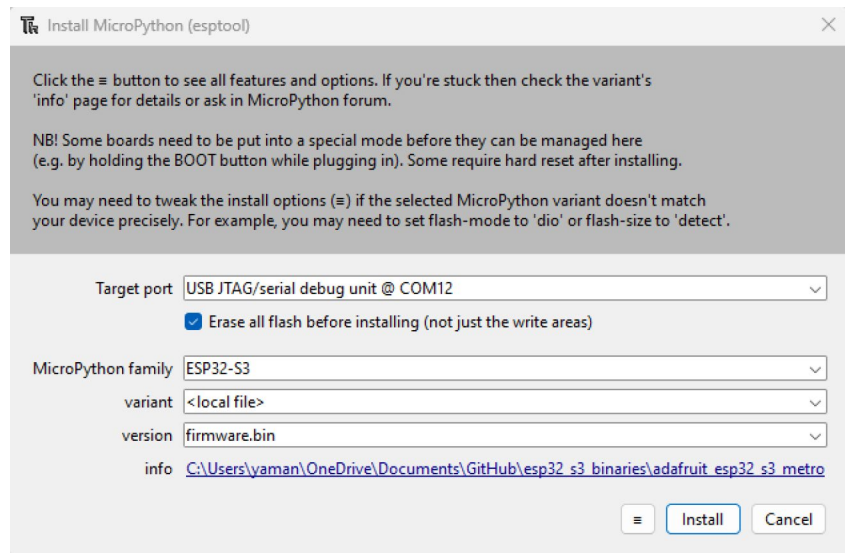 Install MicroPython (esptool)
Click the ≡ button to see all features and options. If you're stuck then check the variant's
'info' page for details or ask in MicroPython forum.
NB! Some boards need to be put into a special mode before they can be managed here
(e.g. by holding the BOOT button while plugging in). Some require hard reset after installing.
You may need to tweak the install options (≡) if the selected MicroPython variant doesn't match
your device precisely. For example, you may need to set flash-mode to 'dio' or flash-size to 'detect'.
Target port USB JTAG/serial debug unit @ COM12
Erase all flash before installing (not just the write areas)
MicroPython family ESP32-S3
variant <local file>
version firmware.bin
info C:\Users\yaman\OneDrive\Documents\GitHub\esp32_s3_binaries\adafruit_esp32_s3_metro
≡ Install Cancel